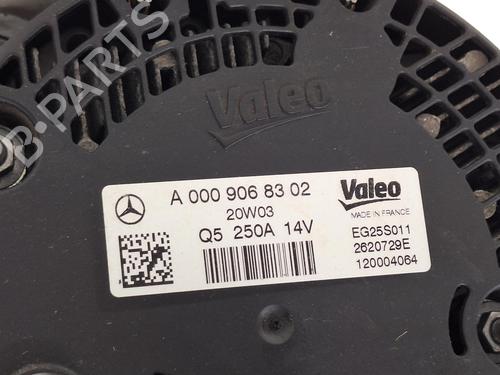 Valeo
A 000 906 83 02
20W03
Q5 250A 14V
Valeo
MADE IN FRANCE
EG25S011
2620729E
120004064
B-PARTS